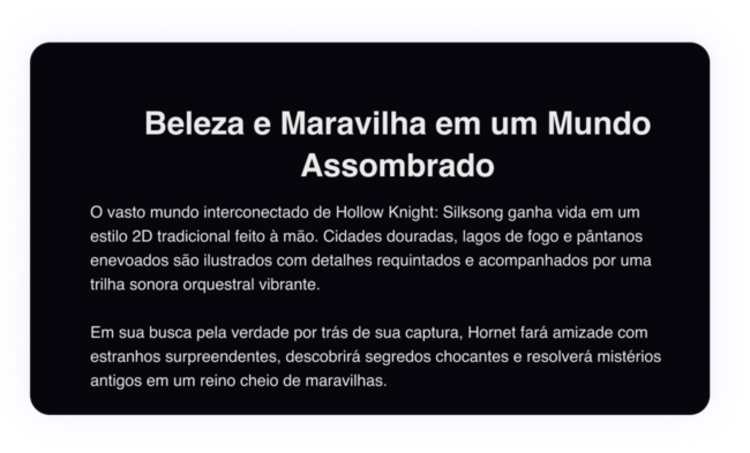 Beleza e Maravilha em um Mundo
Assombrado
O vasto mundo interconectado de Hollow Knight: Silksong ganha vida em um
estilo 2D tradicional feito à mão. Cidades douradas, lagos de fogo e pântanos
enevoados são ilustrados com detalhes requintados e acompanhados por uma
trilha sonora orquestral vibrante.
Em sua busca pela verdade por trás de sua captura, Hornet fará amizade com
estranhos surpreendentes, descobrirá segredos chocantes e resolverá mistérios
antigos em um reino cheio de maravilhas.